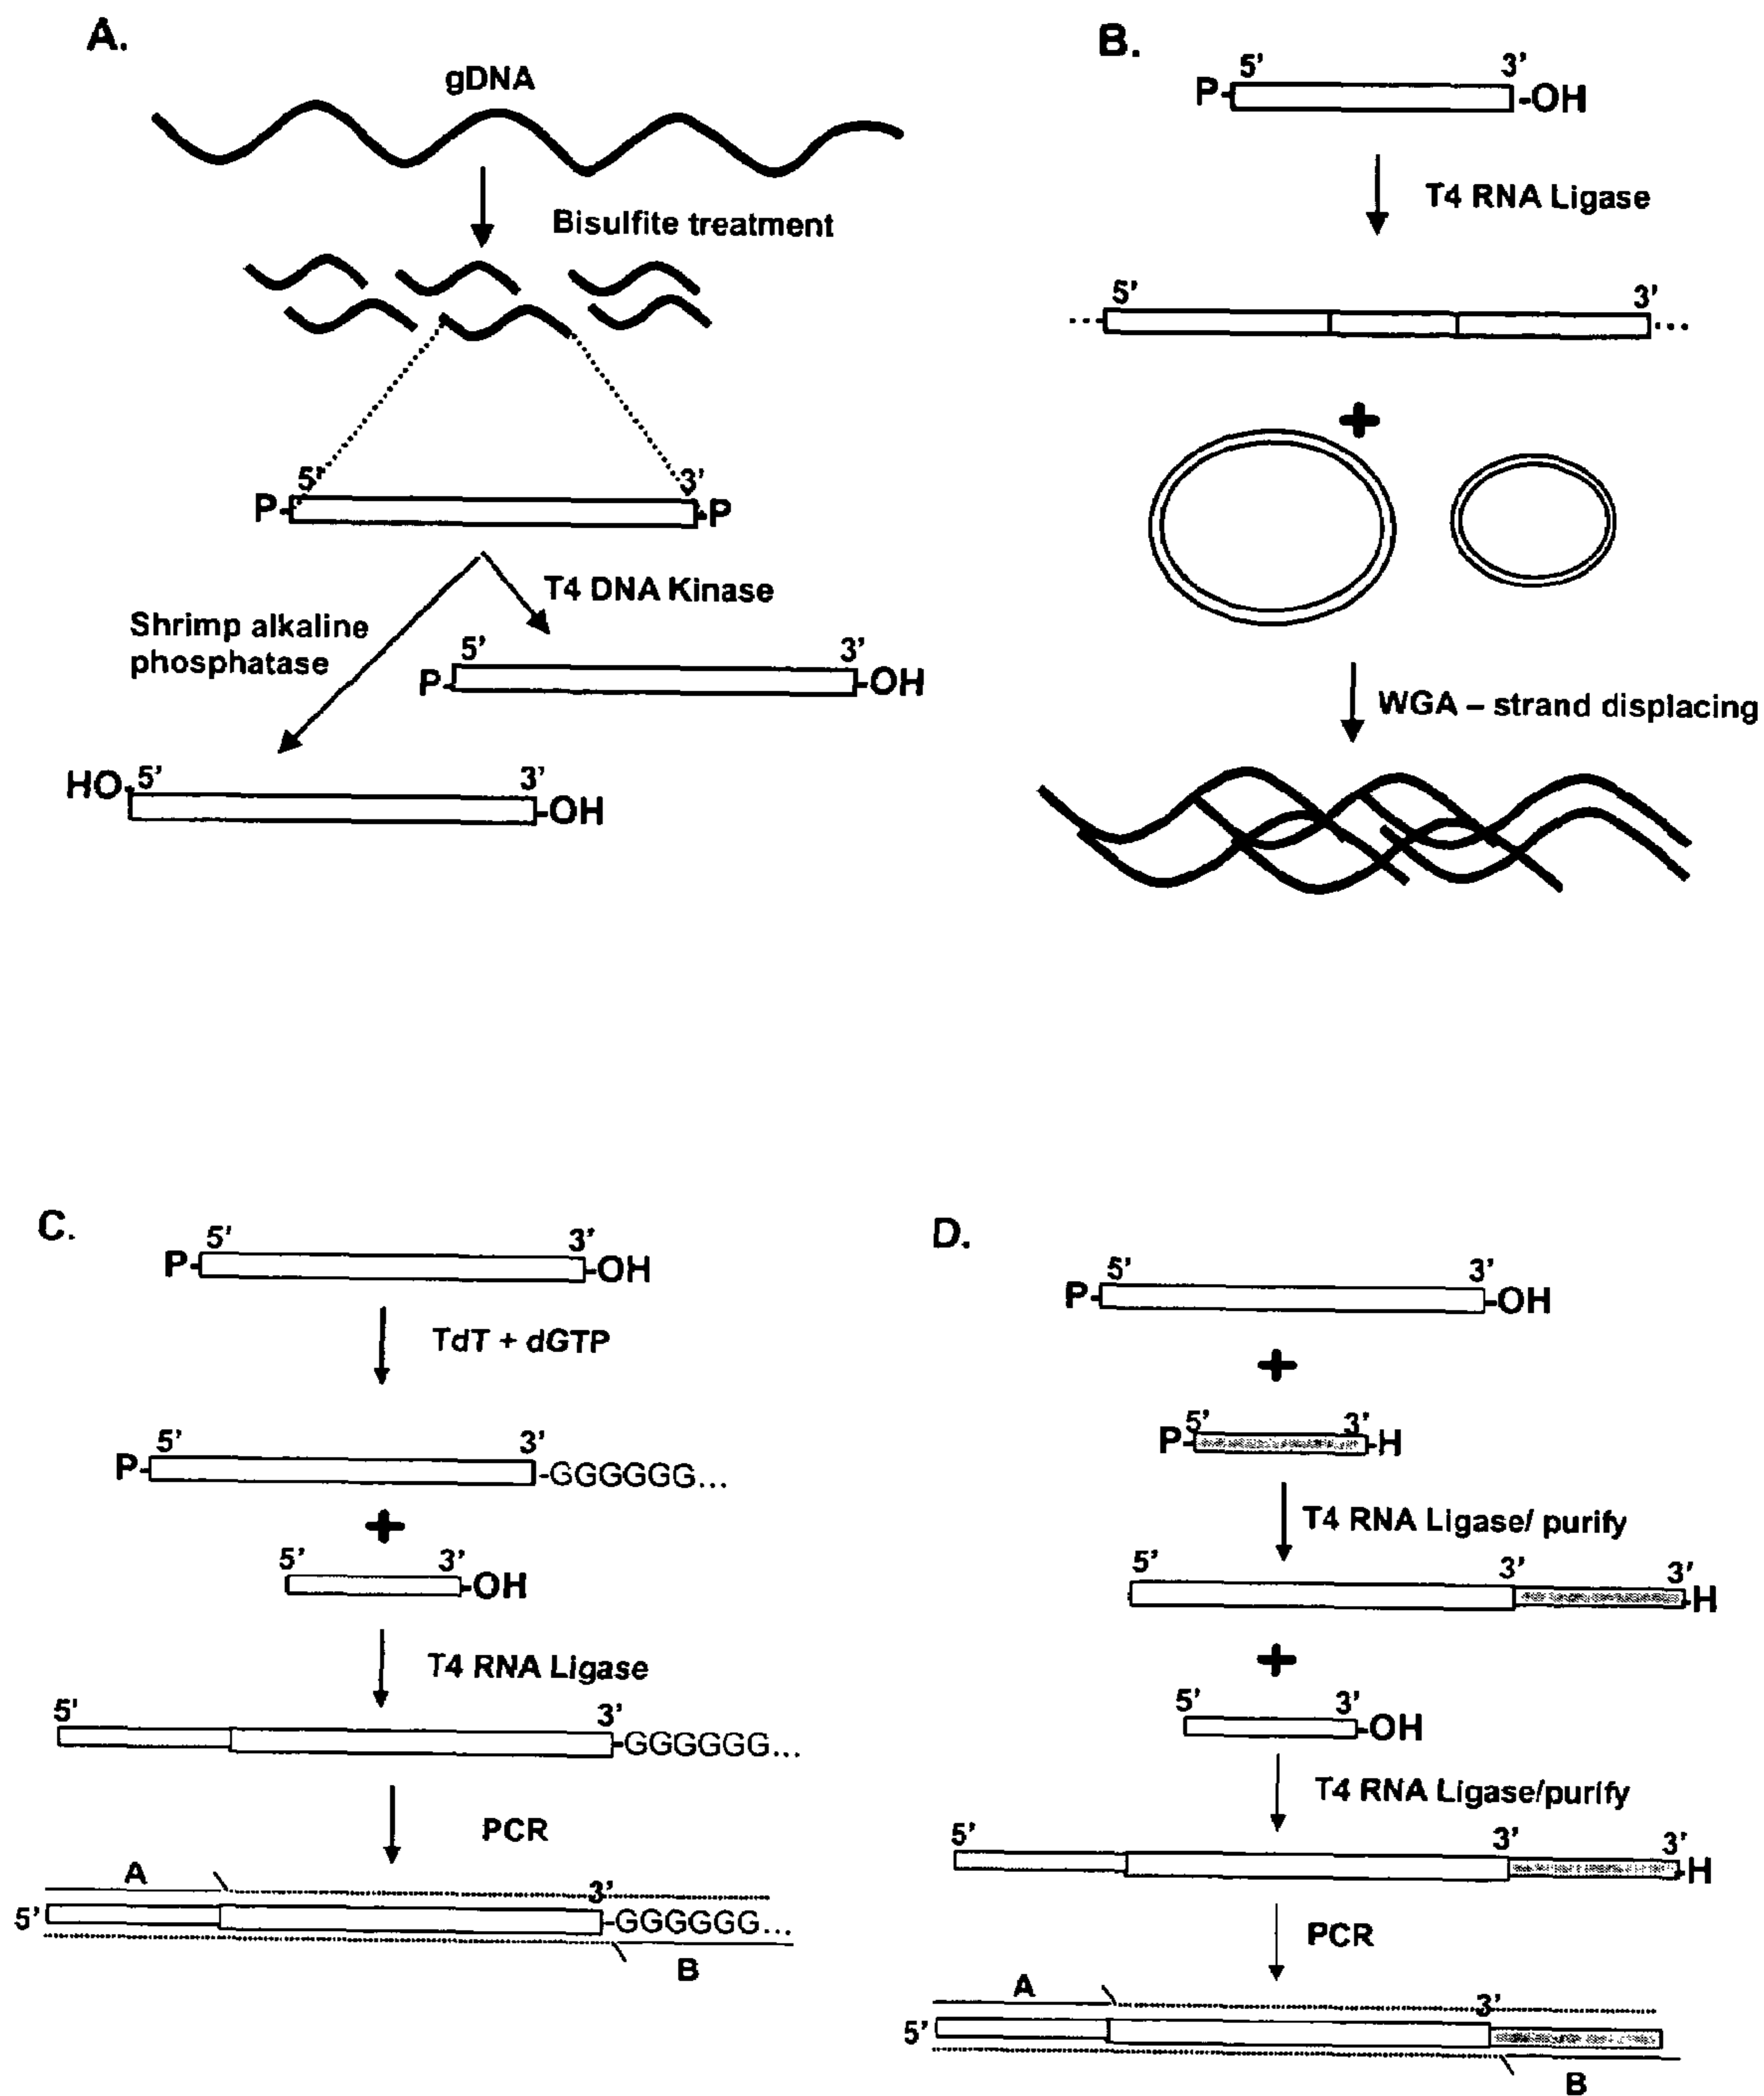 A.
gDNA
Bisulfite treatment
5' 3'
P- -P
T4 DNA Kinase
Shrimp alkaline
phosphatase
5' 3'
P- -OH
HO- 5' 3'
-OH
B.
5' 3'
P- -OH
T4 RNA Ligase
5' 3'
... ...
+
WGA – strand displacing
C.
5' 3'
P- -OH
TdT + dGTP
5' 3'
P- -GGGGGG...
+
5' 3'
-OH
T4 RNA Ligase
5' 3'
-GGGGGG...
PCR
A
3'
5' -GGGGGG...
B
D.
5' 3'
P- -OH
+
5' 3'
P- -H
T4 RNA Ligase/ purify
5' 3' 3'
-H
+
5' 3'
-OH
T4 RNA Ligase/purify
5' 3' 3'
-H
PCR
A
3'
5'
B